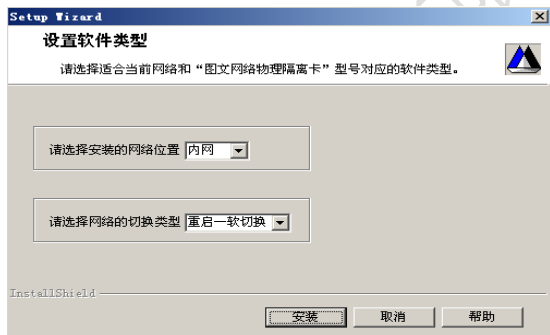 Setup Wizard
设置软件类型
请选择适合当前网络和“图文网络物理隔离卡”型号对应的软件类型。
请选择安装的网络位置 内网
请选择网络的切换类型 重启—软切换
InstallShield
安装 取消 帮助